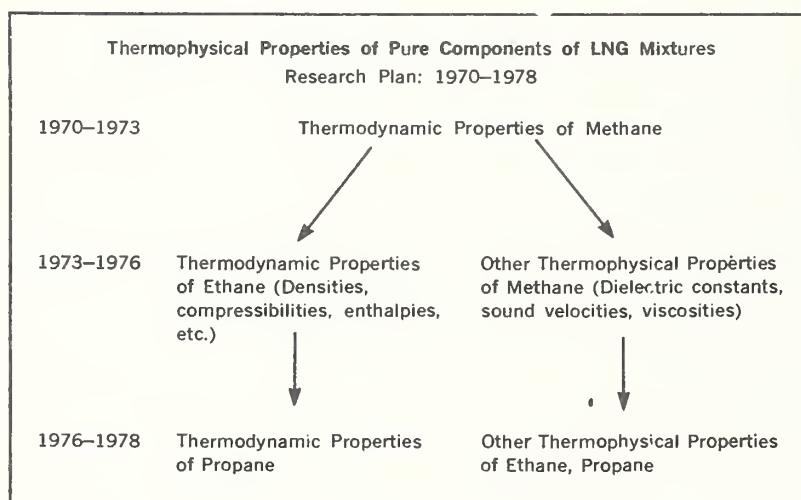 Thermophysical Properties of Pure Components of LNG Mixtures
Research Plan: 1970–1978
1970–1973 Thermodynamic Properties of Methane
1973–1976 Thermodynamic Properties
of Ethane (Densities,
compressibilities, enthalpies,
etc.)
Other Thermophysical Properties
of Methane (Dielectric constants,
sound velocities, viscosities)
1976–1978 Thermodynamic Properties
of Propane
Other Thermophysical Properties
of Ethane, Propane